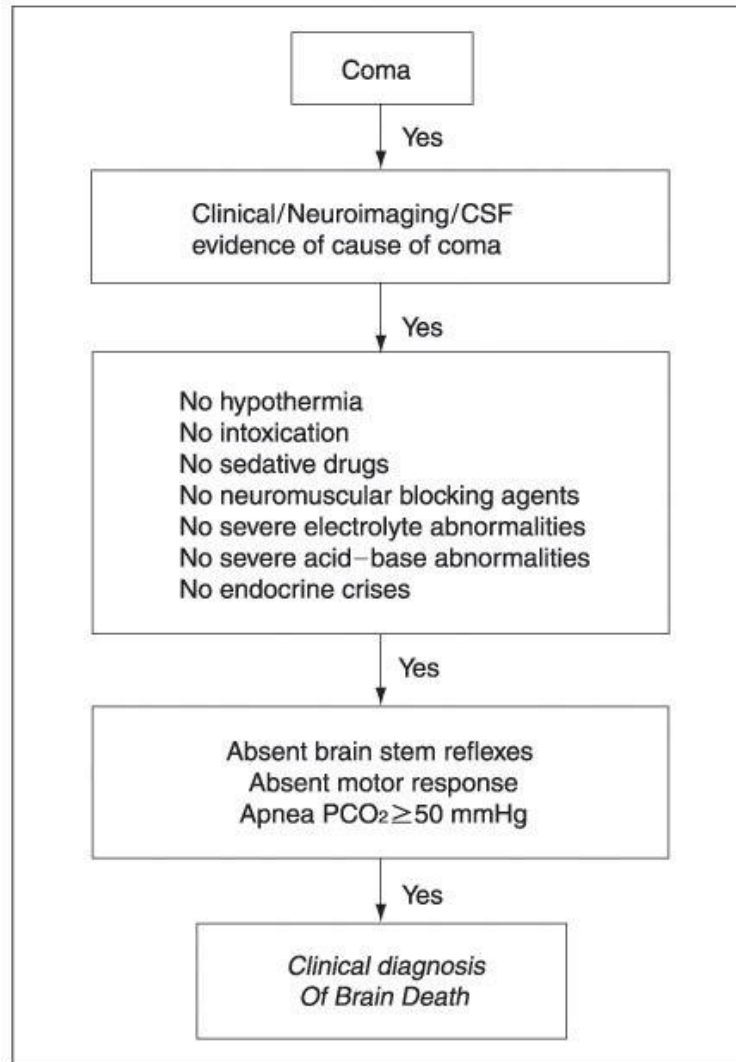 Coma
Yes
Clinical/Neuroimaging/CSF
evidence of cause of coma
Yes
No hypothermia
No intoxication
No sedative drugs
No neuromuscular blocking agents
No severe electrolyte abnormalities
No severe acid–base abnormalities
No endocrine crises
Yes
Absent brain stem reflexes
Absent motor response
Apnea PCO₂≥50 mmHg
Yes
Clinical diagnosis
Of Brain Death